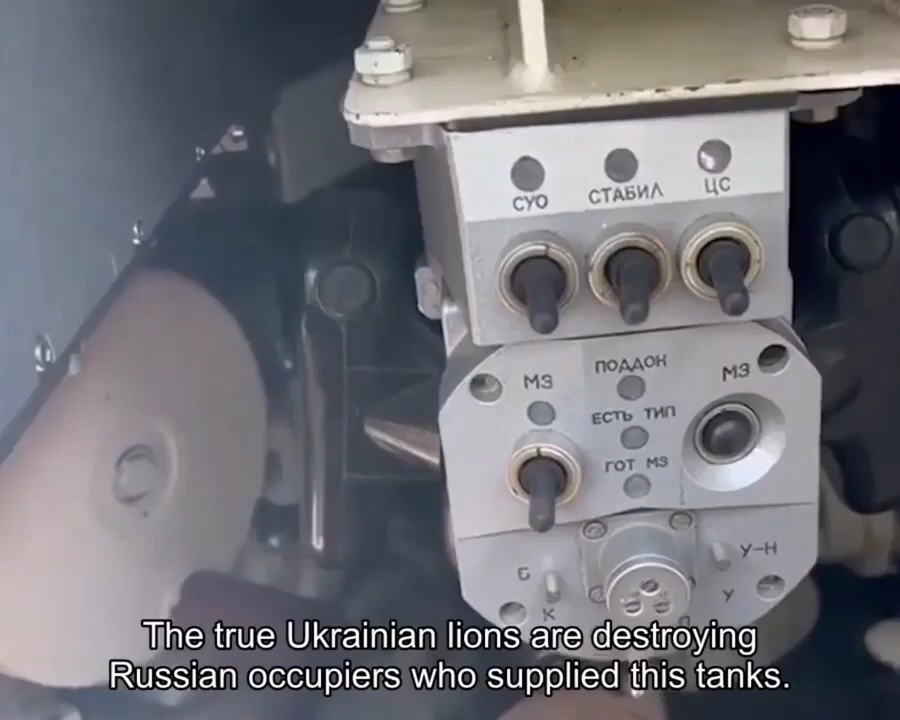 СУО СТАБИЛ ЦС
МЗ ПОДДОН МЗ
ЕСТЬ ТИП
ГОТ МЗ
Б У-Н
К У
The true Ukrainian lions are destroying
Russian occupiers who supplied this tanks.